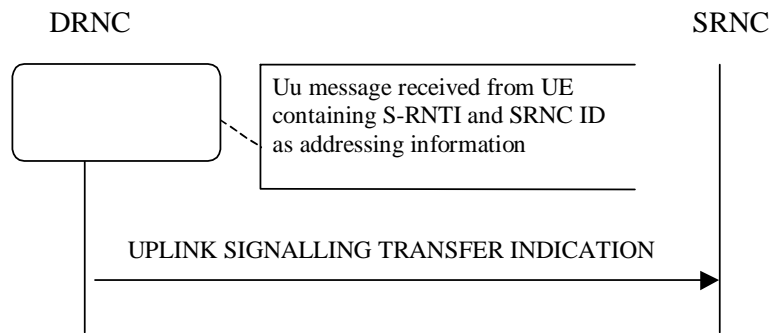 DRNC
SRNC
Uu message received from UE
containing S-RNTI and SRNC ID
as addressing information
UPLINK SIGNALLING TRANSFER INDICATION